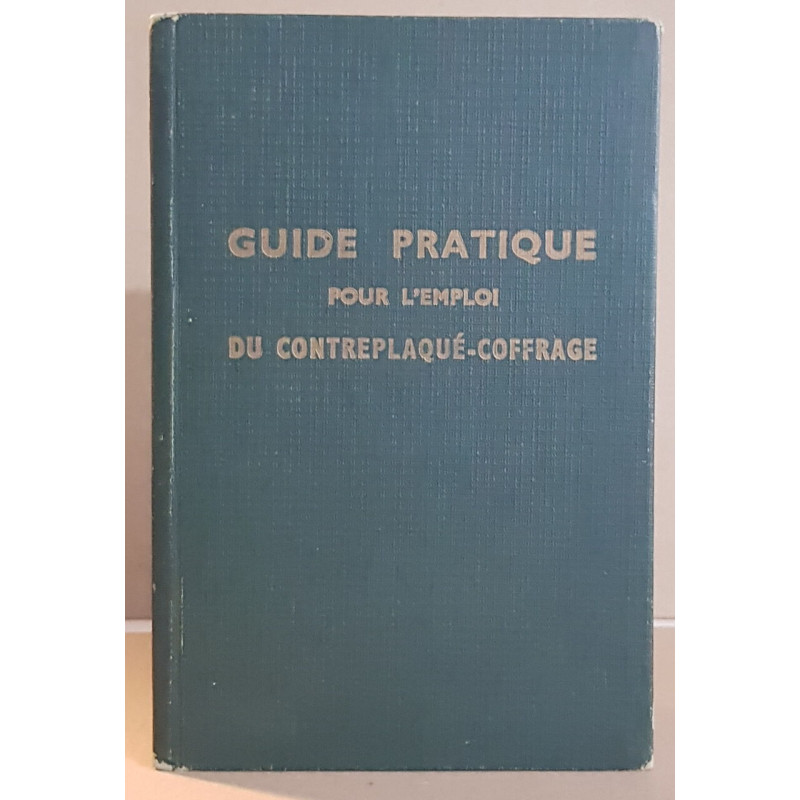 GUIDE PRATIQUE
POUR L'EMPLOI
DU CONTREPLAQUÉ-COFFRAGE